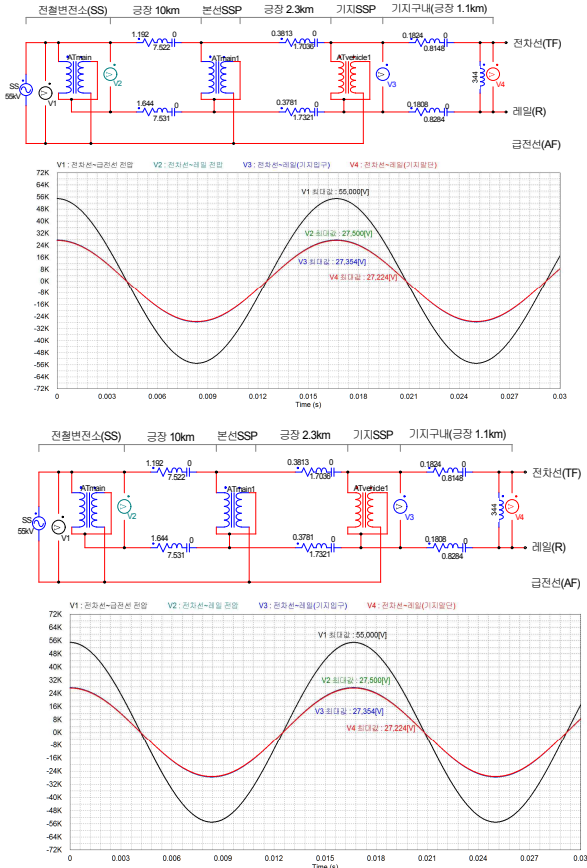 전철변전소(SS) 긍장 10km 본선SSP 긍장 2.3km 기지SSP 기지구내(긍장 1.1km)
1.192 0 0.3813 0 0.1824 0
7.522 1.7036 0.8148
전차선(TF)
ATmain ATmain1 ATvehicle1
SS
55kV
V V1 V V2 V V3 344 V V4
1.644 0 0.3781 0 0.1808 0
7.531 1.7321 0.8284
레일(R)
급전선(AF)
V1 : 전차선~급전선 전압 V2 : 전차선~레일 전압 V3 : 전차선~레일(기지입구) V4 : 전차선~레일(기지말단)
72K
64K
56K
48K
40K
32K
24K
16K
8K
0K
-8K
-16K
-24K
-32K
-40K
-48K
-56K
-64K
-72K
V1 최대값 : 55,000[V]
V2 최대값 : 27,500[V]
V3 최대값 : 27,354[V]
V4 최대값 : 27,224[V]
0 0.003 0.006 0.009 0.012 0.015 0.018 0.021 0.024 0.027 0.03
Time (s)
전철변전소(SS) 긍장 10km 본선SSP 긍장 2.3km 기지SSP 기지구내(긍장 1.1km)
1.192 0 0.3813 0 0.1824 0
7.522 1.7036 0.8148
전차선(TF)
ATmain ATmain1 ATvehicle1
SS
55kV
V V1 V V2 V V3 344 V V4
1.644 0 0.3781 0 0.1808 0
7.531 1.7321 0.8284
레일(R)
급전선(AF)
V1 : 전차선~급전선 전압 V2 : 전차선~레일 전압 V3 : 전차선~레일(기지입구) V4 : 전차선~레일(기지말단)
72K
64K
56K
48K
40K
32K
24K
16K
8K
0K
-8K
-16K
-24K
-32K
-40K
-48K
-56K
-64K
-72K
V1 최대값 : 55,000[V]
V2 최대값 : 27,500[V]
V3 최대값 : 27,354[V]
V4 최대값 : 27,224[V]
0 0.003 0.006 0.009 0.012 0.015 0.018 0.021 0.024 0.027 0.03
Time (s)